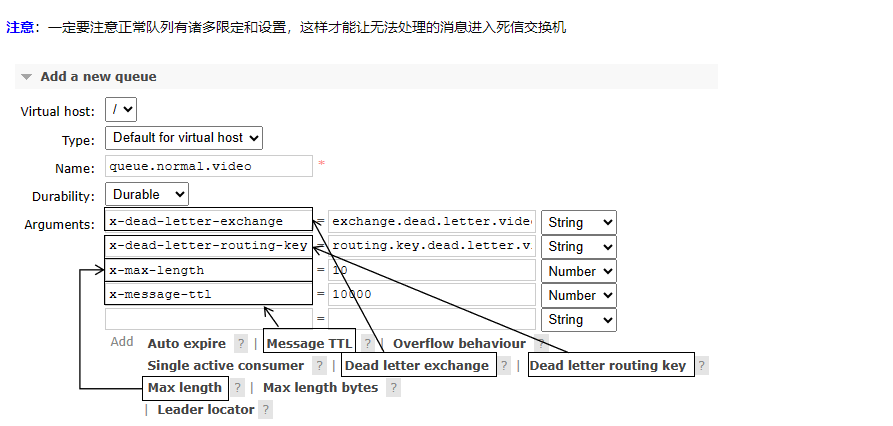 注意：一定要注意正常队列有诸多限定和设置，这样才能让无法处理的消息进入死信交换机
Add a new queue
Virtual host: /
Type: Default for virtual host
Name: queue.normal.video *
Durability: Durable
Arguments: x-dead-letter-exchange = exchange.dead.letter.vide String
x-dead-letter-routing-key = routing.key.dead.letter.v String
x-max-length = 10 Number
x-message-ttl = 10000 Number
= String
Add Auto expire ? | Message TTL ? | Overflow behaviour ?
Single active consumer ? | Dead letter exchange ? | Dead letter routing key ?
Max length ? | Max length bytes ?
| Leader locator ?